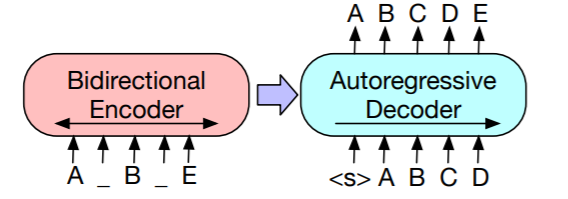 A B C D E
Bidirectional
Encoder
Autoregressive
Decoder
A _ B _ E
<s> A B C D